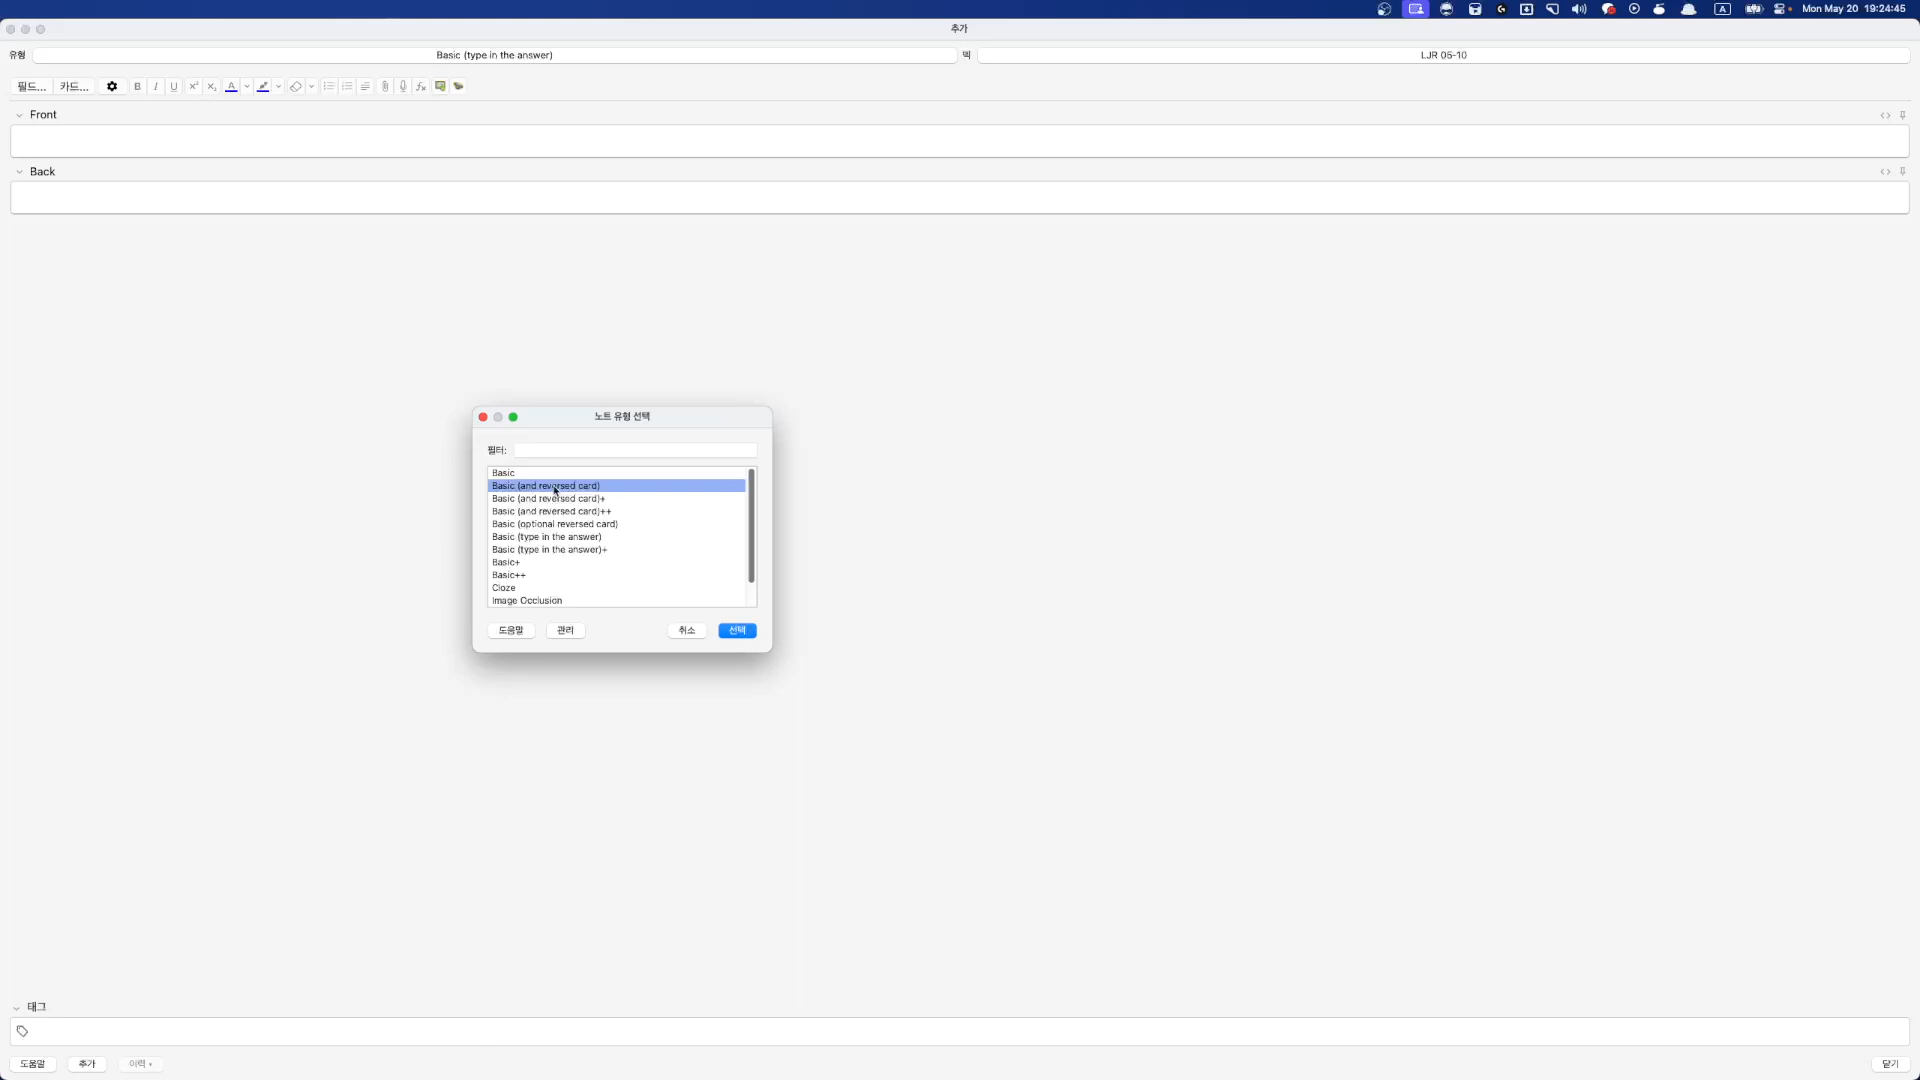 Mon May 20 19:24:45
추가
유형 Basic (type in the answer) 덱 LJR 05-10
필드... 카드... B I U X² X₂ A fx
Front
Back
노트 유형 선택
필터:
Basic
Basic (and reversed card)
Basic (and reversed card)+
Basic (and reversed card)++
Basic (optional reversed card)
Basic (type in the answer)
Basic (type in the answer)+
Basic+
Basic++
Cloze
Image Occlusion
도움말 관리 취소 선택
태그
도움말 추가 이력 닫기